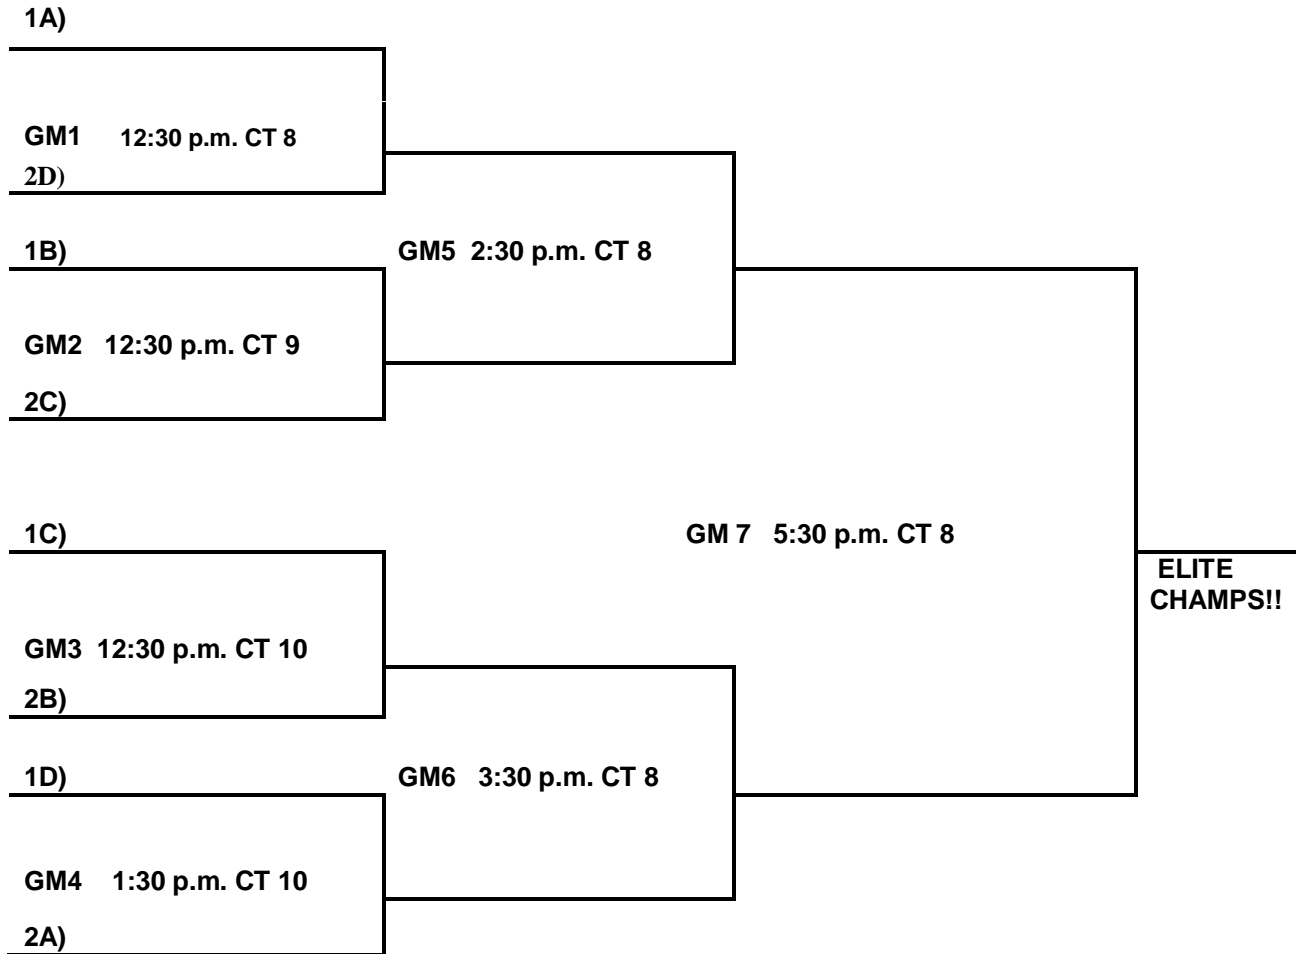 1A)
GM1 12:30 p.m. CT 8
2D)
1B)
GM5 2:30 p.m. CT 8
GM2 12:30 p.m. CT 9
2C)
1C)
GM 7 5:30 p.m. CT 8
ELITE
CHAMPS!!
GM3 12:30 p.m. CT 10
2B)
1D)
GM6 3:30 p.m. CT 8
GM4 1:30 p.m. CT 10
2A)